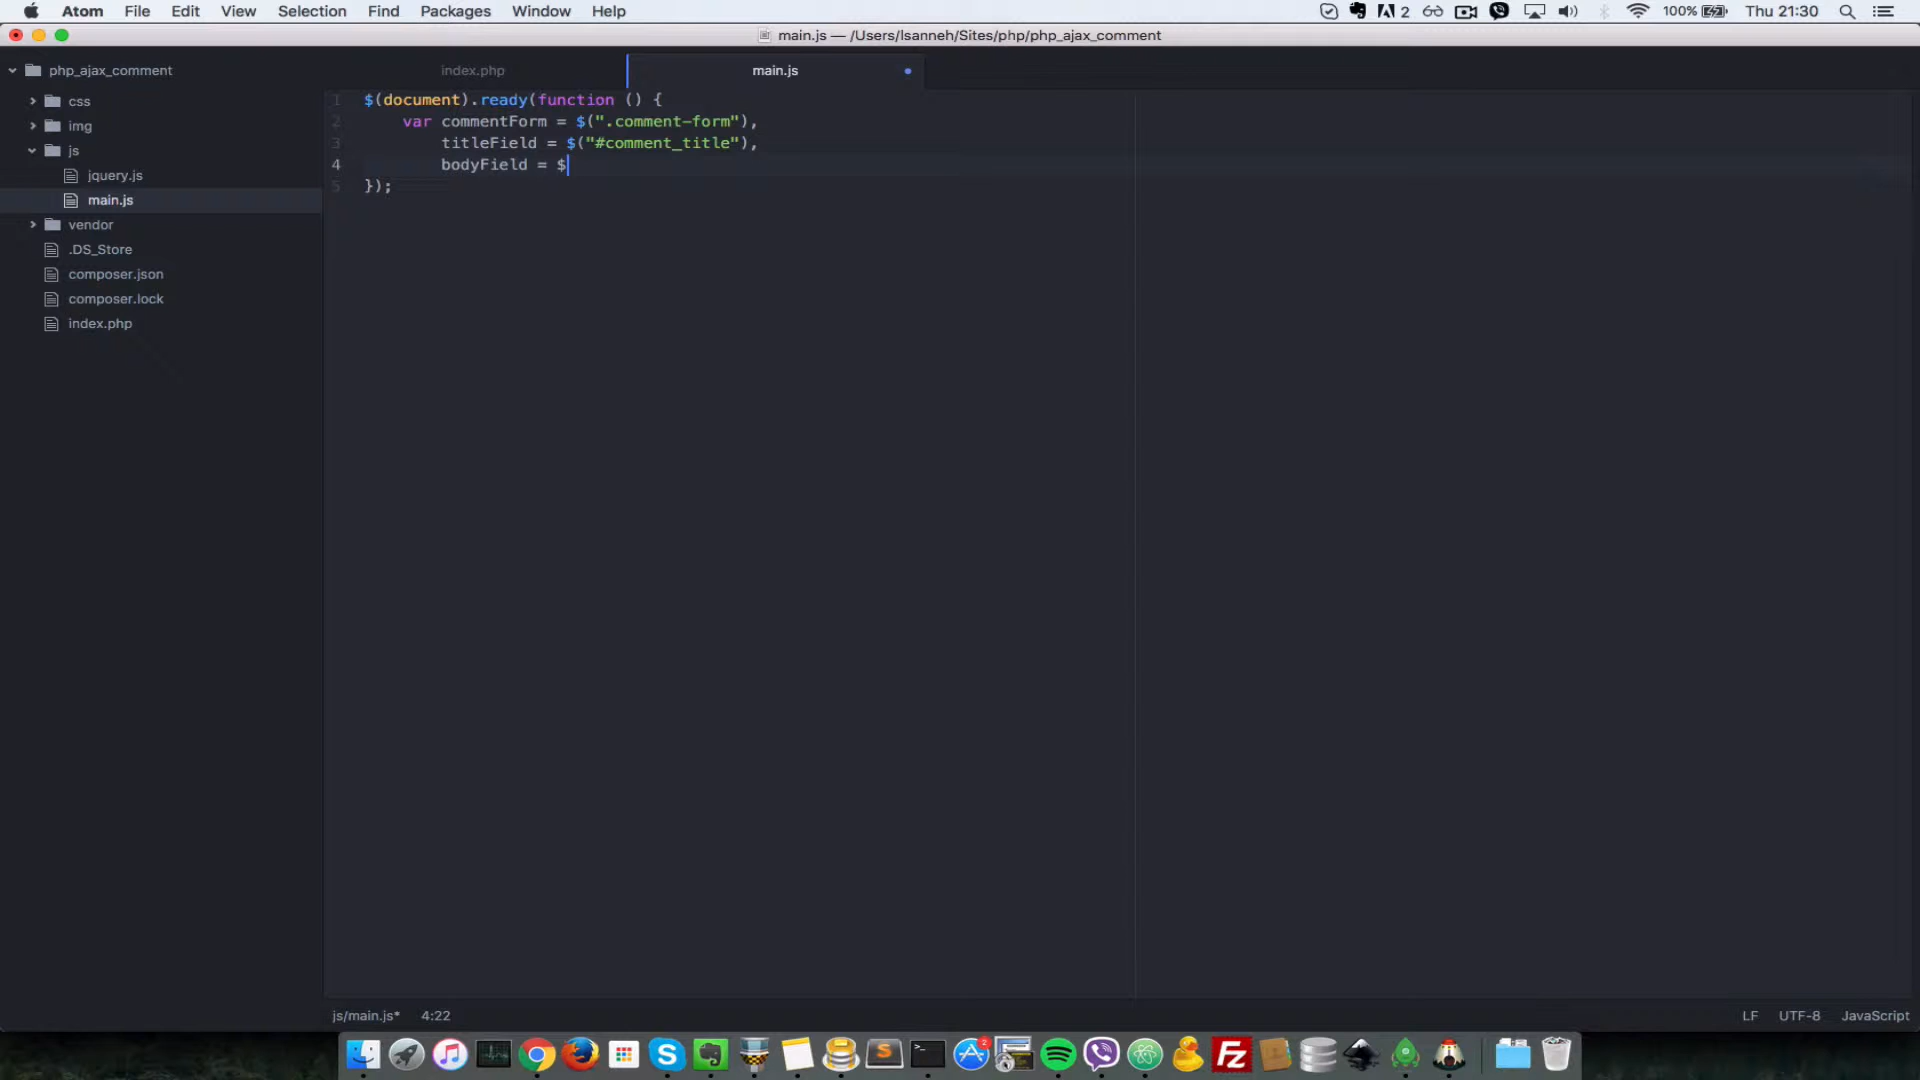 Atom File Edit View Selection Find Packages Window Help 2 100% Thu 21:30
main.js — /Users/lsanneh/Sites/php/php_ajax_comment
php_ajax_comment
css
img
js
jquery.js
main.js
vendor
.DS_Store
composer.json
composer.lock
index.php
index.php main.js
1 $(document).ready(function () {
2 var commentForm = $(".comment-form"),
3 titleField = $("#comment_title"),
4 bodyField = $
5 });
js/main.js* 4:22 LF UTF-8 JavaScript
2
S
Fz